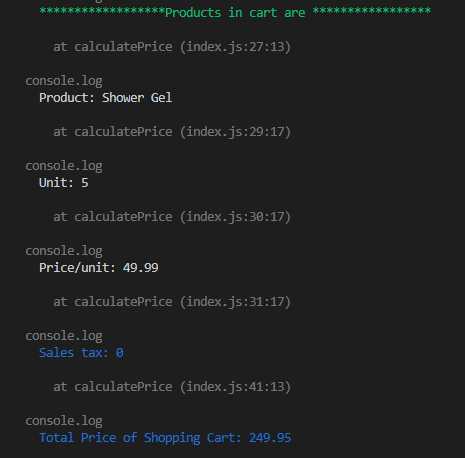 ******************Products in cart are *****************
at calculatePrice (index.js:27:13)
console.log
Product: Shower Gel
at calculatePrice (index.js:29:17)
console.log
Unit: 5
at calculatePrice (index.js:30:17)
console.log
Price/unit: 49.99
at calculatePrice (index.js:31:17)
console.log
Sales tax: 0
at calculatePrice (index.js:41:13)
console.log
Total Price of Shopping Cart: 249.95